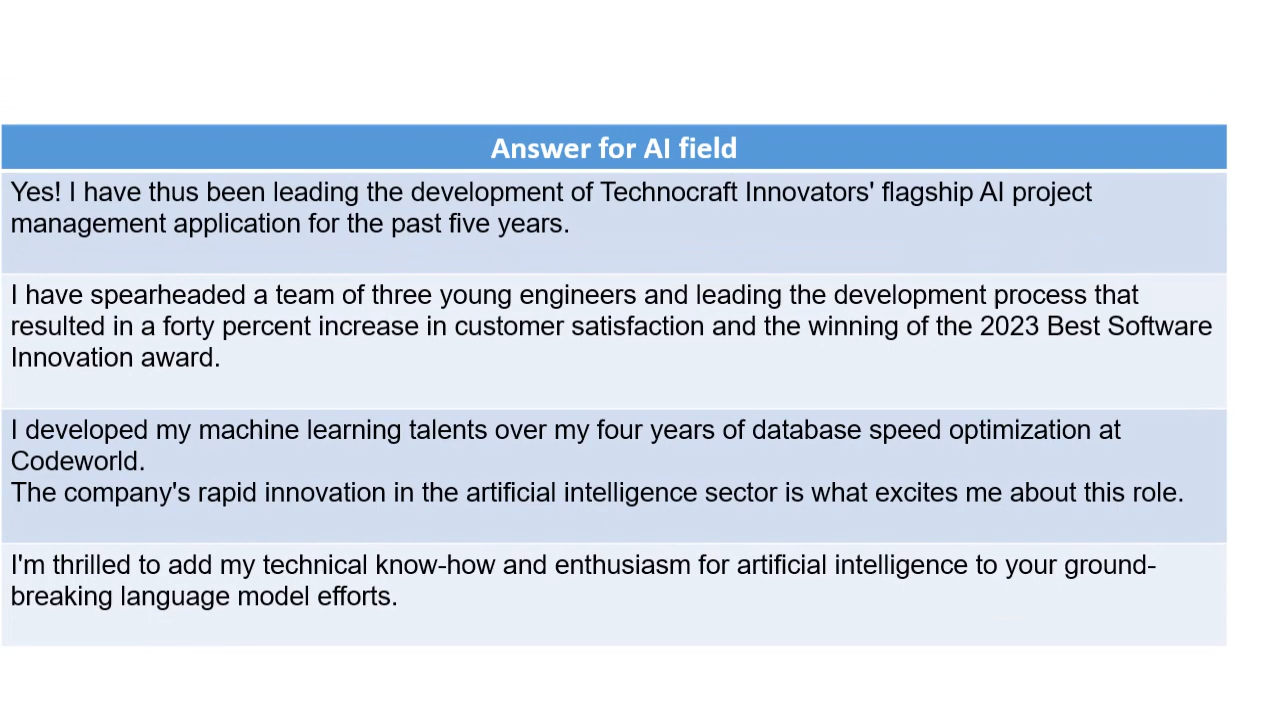 Answer for AI field
Yes! I have thus been leading the development of Technocraft Innovators' flagship AI project
management application for the past five years.
I have spearheaded a team of three young engineers and leading the development process that
resulted in a forty percent increase in customer satisfaction and the winning of the 2023 Best Software
Innovation award.
I developed my machine learning talents over my four years of database speed optimization at
Codeworld.
The company's rapid innovation in the artificial intelligence sector is what excites me about this role.
I'm thrilled to add my technical know-how and enthusiasm for artificial intelligence to your ground-
breaking language model efforts.